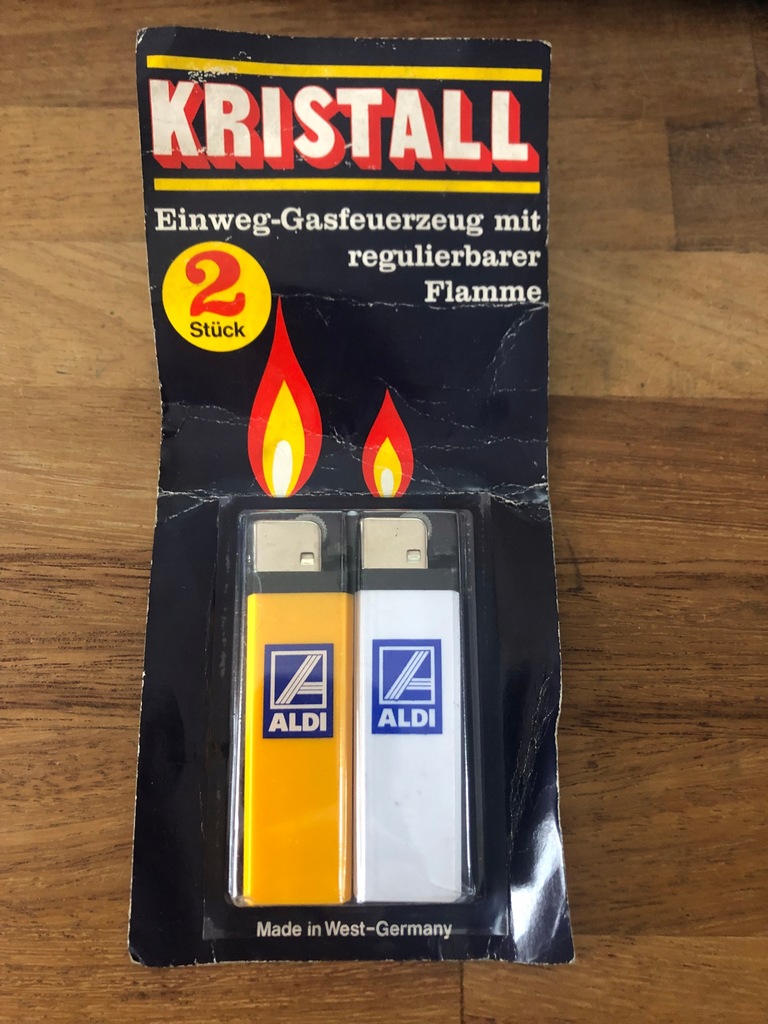 KRISTALL
Einweg-Gasfeuerzeug mit
regulierbarer
Flamme
2
Stück
ALDI
ALDI
Made in West-Germany